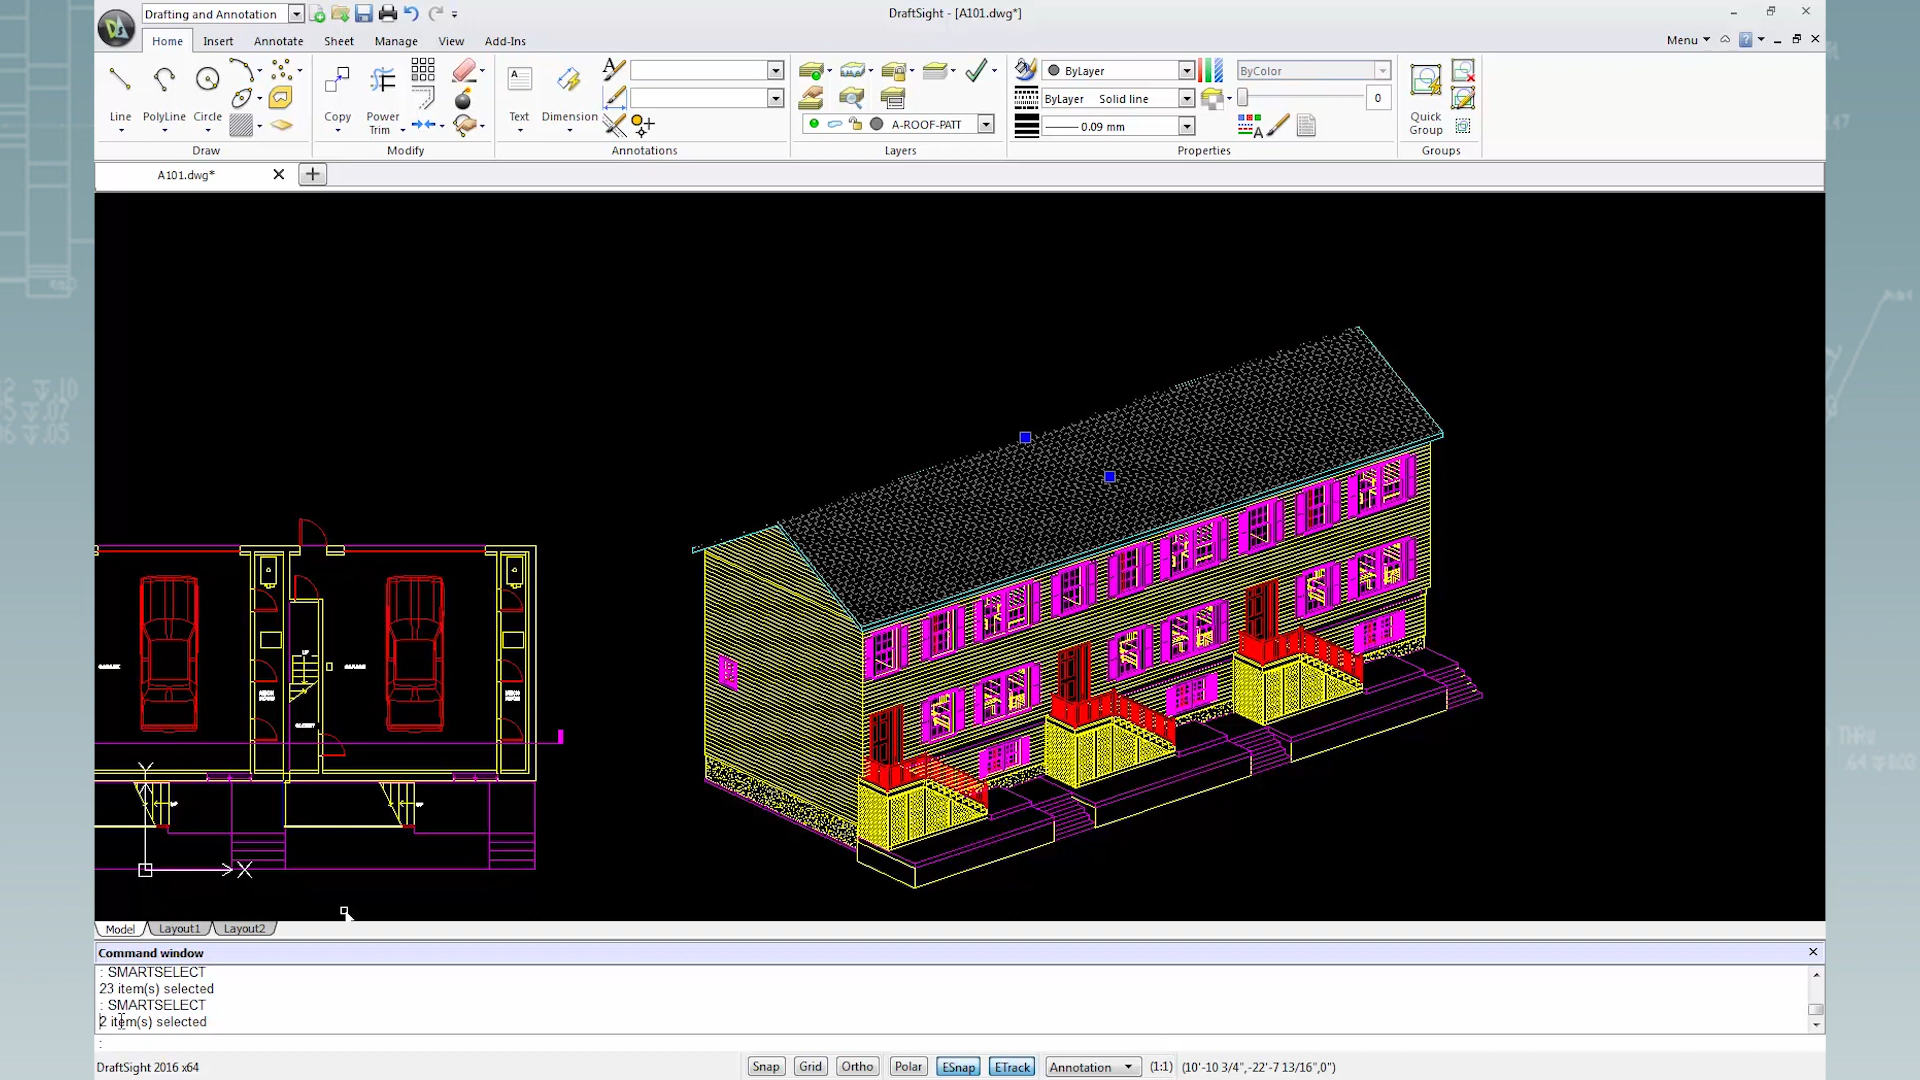 Drafting and Annotation
DraftSight - [A101.dwg*]
Home Insert Annotate Sheet Manage View Add-Ins
Menu
ByLayer
ByColor
ByLayer Solid line
0
A-ROOF-PATT
0.09 mm
Line PolyLine Circle
Copy Power Trim
Text Dimension
Quick Group
Draw Modify Annotations Layers Properties Groups
A101.dwg*
UP
GARAGE
CLOSET
Y
X
Model Layout1 Layout2
Command window
: SMARTSELECT
23 item(s) selected
: SMARTSELECT
2 item(s) selected
:
DraftSight 2016 x64
Snap Grid Ortho Polar ESnap ETrack Annotation (1:1) (10'-10 3/4",-22'-7 13/16",0")